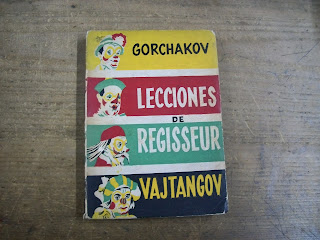 GORCHAKOV
LECCIONES
DE
REGISSEUR
VAJTANGOV